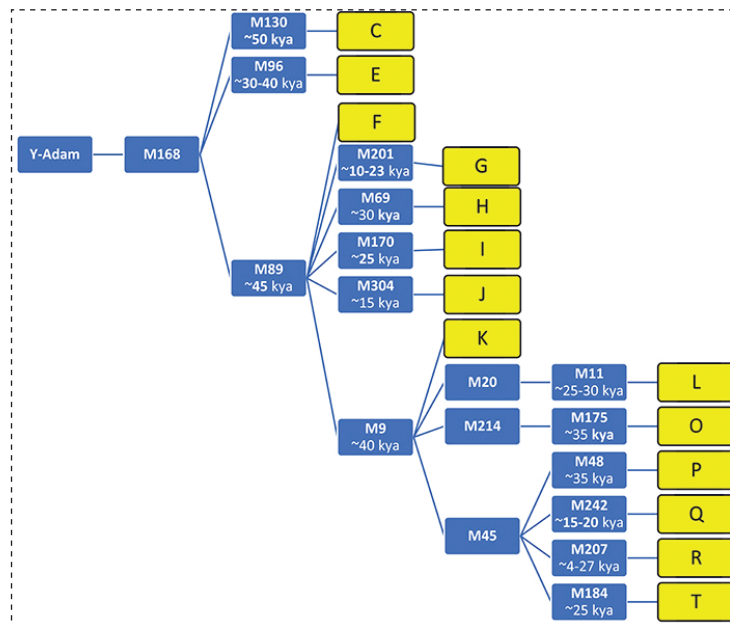 M130
~50 kya
C
M96
~30-40 kya
E
F
Y-Adam
M168
M201
~10-23 kya
G
M69
~30 kya
H
M170
~25 kya
I
M89
~45 kya
M304
~15 kya
J
K
M20
M11
~25-30 kya
L
M9
~40 kya
M214
M175
~35 kya
O
M48
~35 kya
P
M45
M242
~15-20 kya
Q
M207
~4-27 kya
R
M184
~25 kya
T